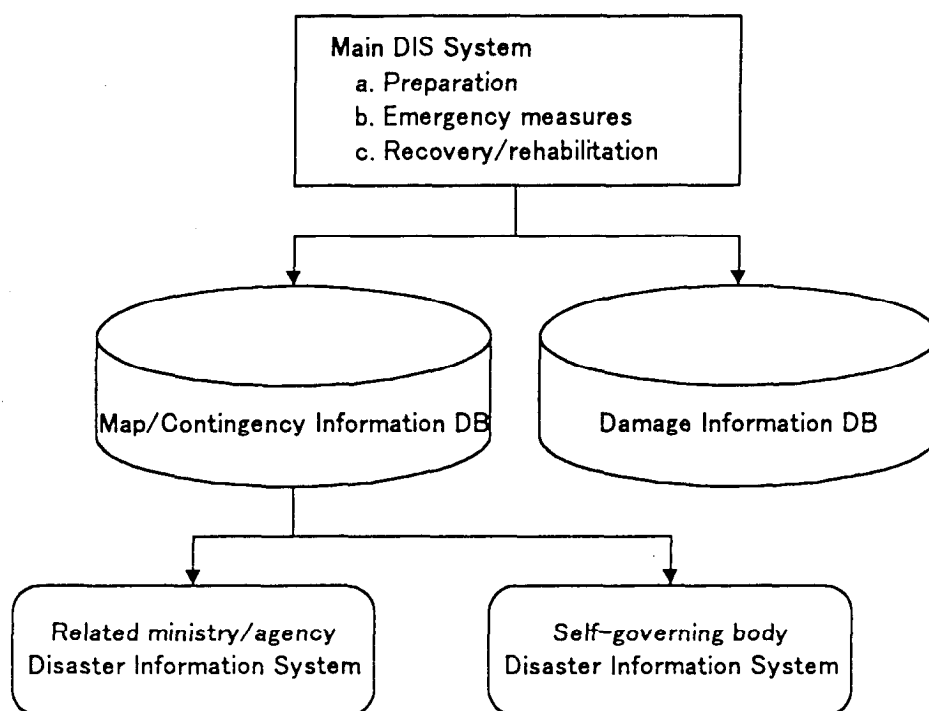 Main DIS System
a. Preparation
b. Emergency measures
c. Recovery/rehabilitation
Map/Contingency Information DB
Damage Information DB
Related ministry/agency
Disaster Information System
Self-governing body
Disaster Information System